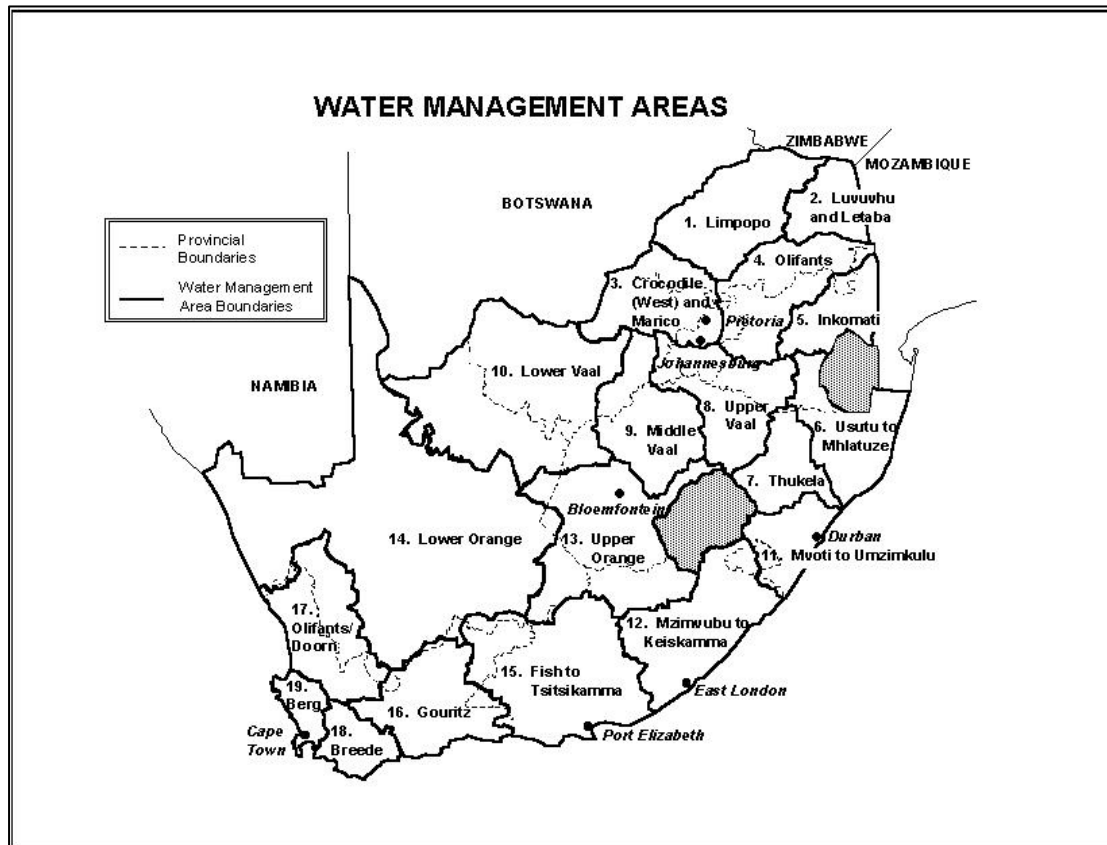 WATER MANAGEMENT AREAS
ZIMBABWE
MOZAMBIQUE
BOTSWANA
2. Luvuvhu
and Letaba
1. Limpopo
Provincial
Boundaries
Water Management
Area Boundaries
4. Olifants
3. Crocodile
(West) and
Marico
Pretoria
5. Inkomati
Johannesburg
10. Lower Vaal
NAMIBIA
8. Upper
Vaal
6. Usutu to
Mhlatuze
9. Middle
Vaal
7. Thukela
Bloemfontein
Durban
14. Lower Orange
13. Upper
Orange
11. Mvoti to Umzimkulu
17.
Olifants/
Doorn
12. Mzimvubu to
Keiskamma
15. Fish to
Tsitsikamma
19.
Berg
East London
16. Gouritz
Cape
Town
18.
Breede
Port Elizabeth